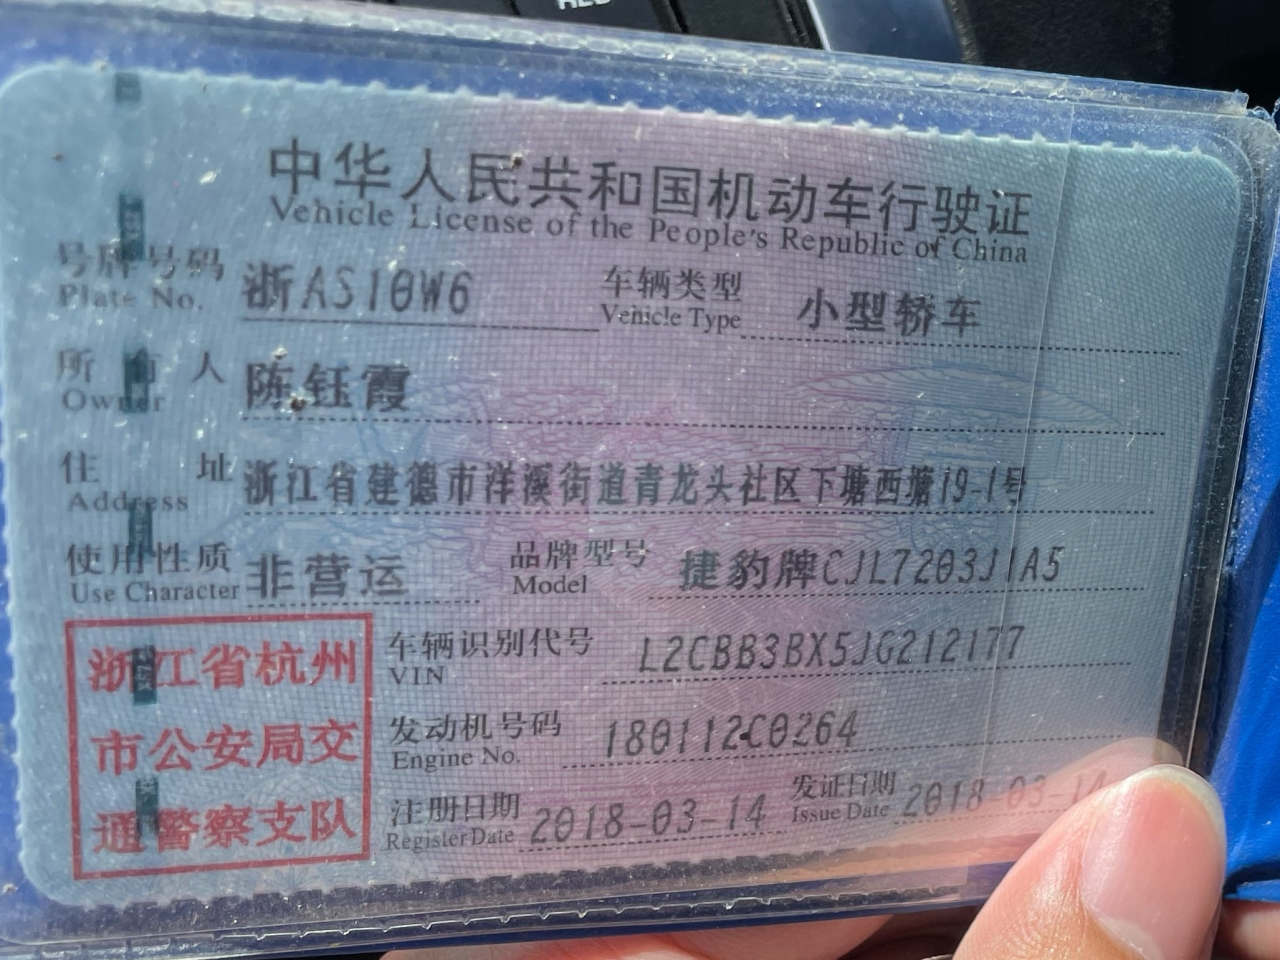 中华人民共和国机动车行驶证
Vehicle License of the People's Republic of China
号牌号码 浙AS10W6 车辆类型 小型轿车
Plate No. Vehicle Type
所有人 陈钰霞
Owner
住址 浙江省建德市洋溪街道青龙头社区下塘西塘19-1号
Address
使用性质 非营运 品牌型号 捷豹牌CJL7203J1A5
Use Character Model
浙江省杭州
市公安局交
通警察支队
车辆识别代号 L2CBB3BX5JG212177
VIN
发动机号码 180112C0264
Engine No.
注册日期 2018-03-14 发证日期 2018-03-14
Register Date Issue Date